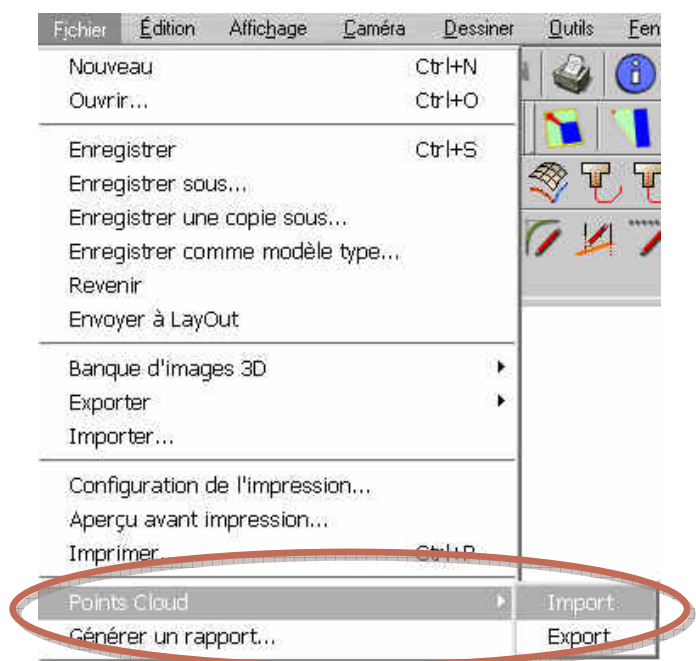 Fichier Édition Affichage Caméra Dessiner Outils Fen
Nouveau Ctrl+N
Ouvrir... Ctrl+O
Enregistrer Ctrl+S
Enregistrer sous...
Enregistrer une copie sous...
Enregistrer comme modèle type...
Revenir
Envoyer à LayOut
Banque d'images 3D
Exporter
Importer...
Configuration de l'impression...
Aperçu avant impression...
Imprimer... Ctrl+P
Points Cloud Import
Générer un rapport... Export